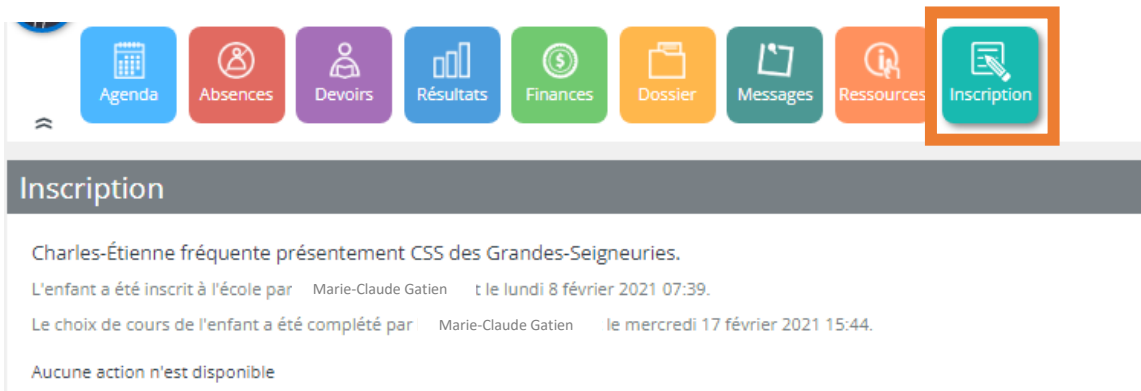 Agenda Absences Devoirs Résultats Finances Dossier Messages Ressources Inscription
Inscription
Charles-Étienne fréquente présentement CSS des Grandes-Seigneuries.
L'enfant a été inscrit à l'école par Marie-Claude Gatien t le lundi 8 février 2021 07:39.
Le choix de cours de l'enfant a été complété par Marie-Claude Gatien le mercredi 17 février 2021 15:44.
Aucune action n'est disponible